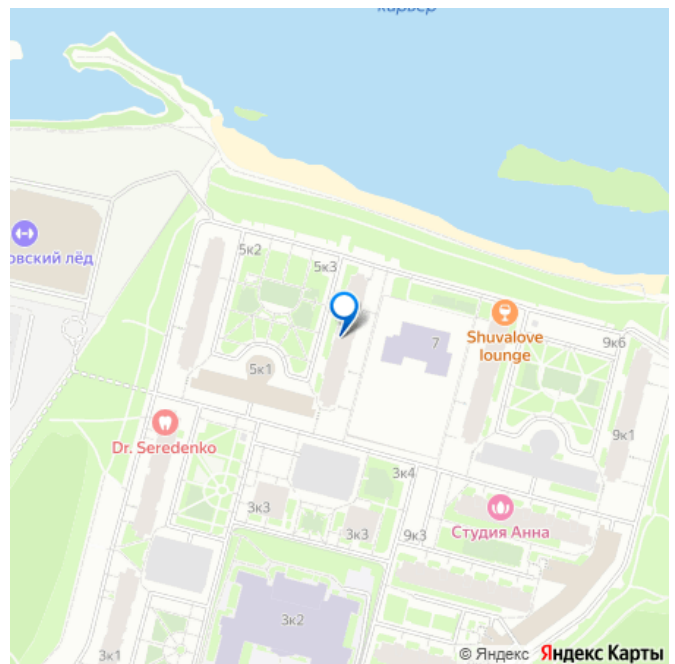 карьер
5к2
5к3
овский лёд
7
Shuvalove
lounge
9к6
5к1
9к1
Dr. Seredenko
3к4
3к3
Студия Анна
3к3
9к3
3к2
3к1
© Яндекс Яндекс Карты